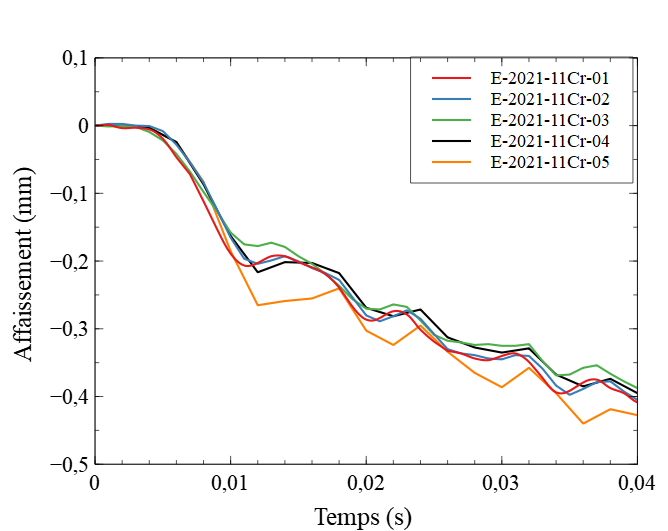 0.1
0
−0.1
−0.2
−0.3
−0.4
−0,5
0
0,01
0,02
0,03
0,04
Affaissement (mm)
Temps (s)
E-2021-11Cr-01
E-2021-11Cr-02
E-2021-11Cr-03
E-2021-11Cr-04
E-2021-11Cr-05